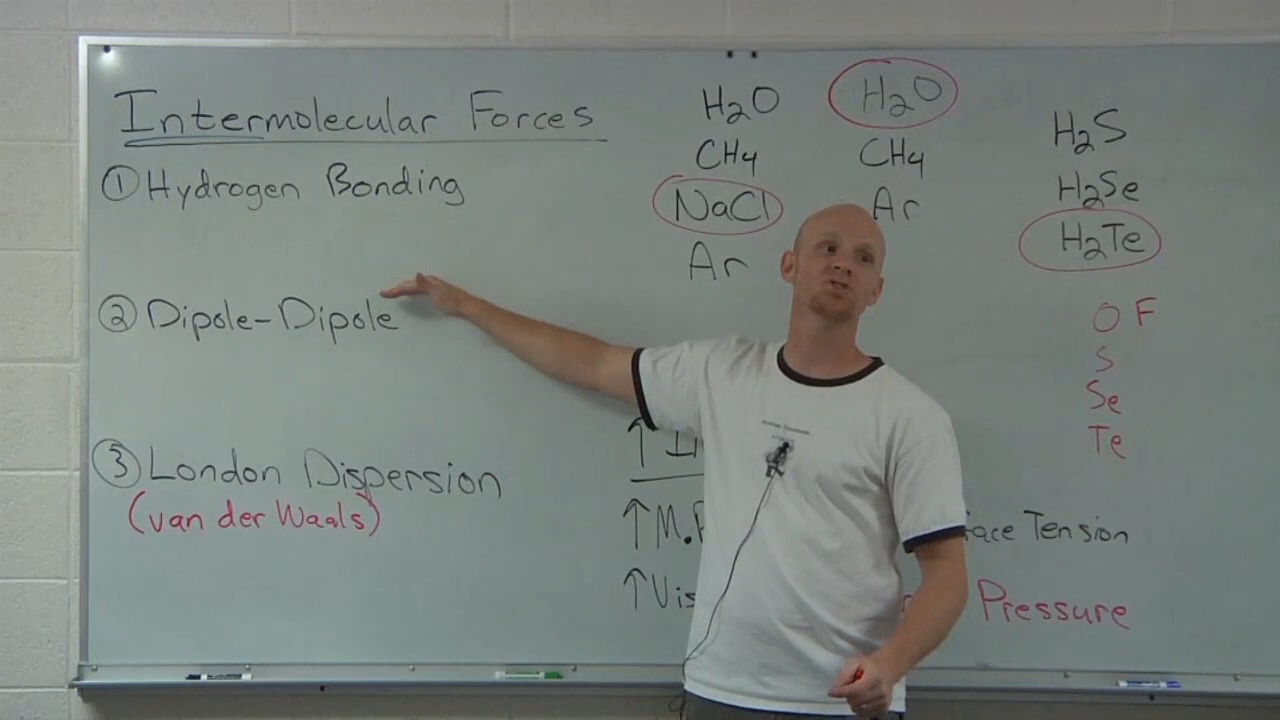 Intermolecular Forces
① Hydrogen Bonding
② Dipole-Dipole
③ London Dispersion
(van der Waals)
H2O
CH4
NaCl
Ar
H2O
CH4
Ar
H2S
H2Se
H2Te
O F
S
Se
Te
↑
↑ M.
↑ Vis
Tension
Pressure